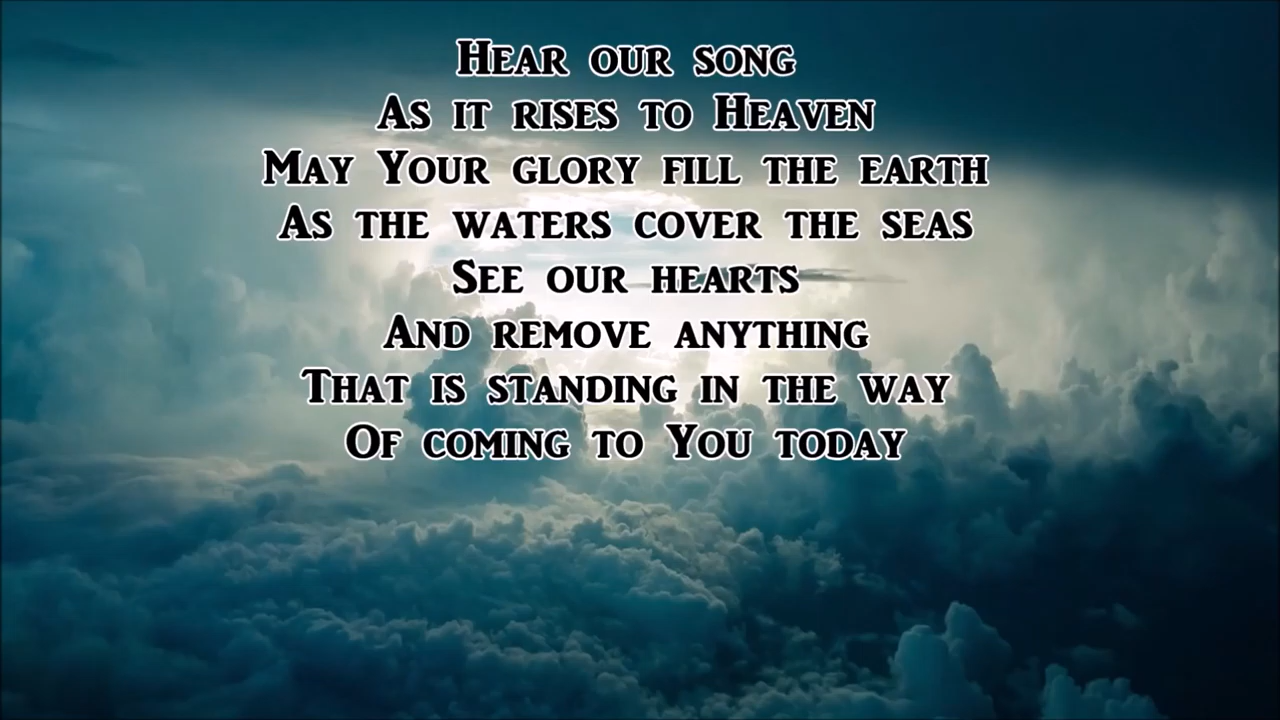 Hear our song
As it rises to Heaven
May Your glory fill the earth
As the waters cover the seas
See our hearts
And remove anything
That is standing in the way
Of coming to You today